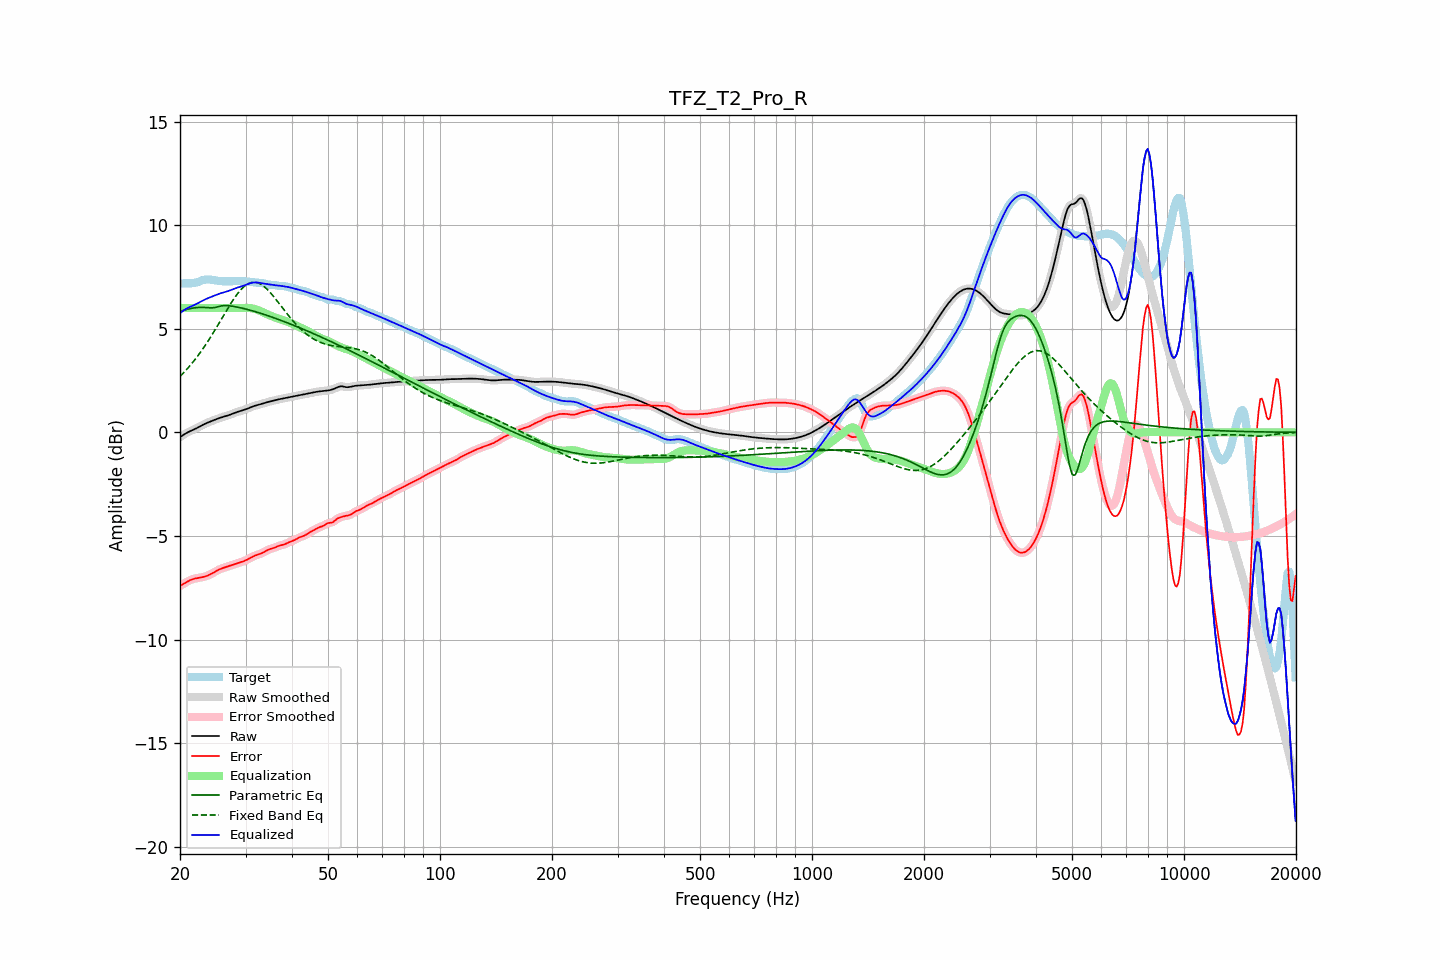 TFZ_T2_Pro_R
15
10
5
0
−5
−10
−15
−20
Amplitude (dBr)
Target
Raw Smoothed
Error Smoothed
Raw
Error
Equalization
Parametric Eq
Fixed Band Eq
Equalized
20 50 100 200 500 1000 2000 5000 10000 20000
Frequency (Hz)